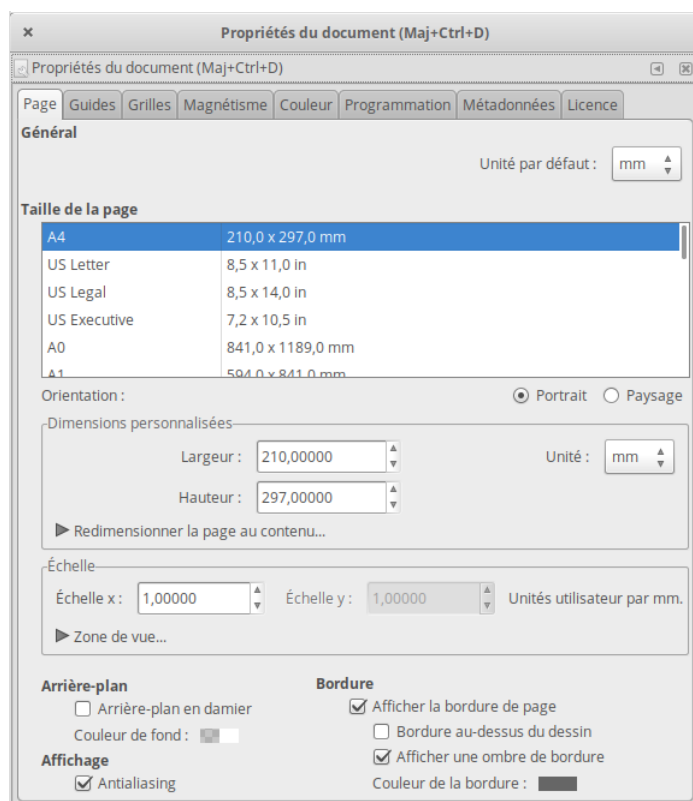 Propriétés du document (Maj+Ctrl+D)
Propriétés du document (Maj+Ctrl+D)
Page Guides Grilles Magnétisme Couleur Programmation Métadonnées Licence
Général
Unité par défaut : mm
Taille de la page
A4 210,0 x 297,0 mm
US Letter 8,5 x 11,0 in
US Legal 8,5 x 14,0 in
US Executive 7,2 x 10,5 in
A0 841,0 x 1189,0 mm
A1 594,0 x 841,0 mm
Orientation : Portrait Paysage
Dimensions personnalisées
Largeur : 210,00000 Unité : mm
Hauteur : 297,00000
Redimensionner la page au contenu...
Échelle
Échelle x : 1,00000 Échelle y : 1,00000 Unités utilisateur par mm.
Zone de vue...
Arrière-plan
Arrière-plan en damier
Couleur de fond :
Affichage
Antialiasing
Bordure
Afficher la bordure de page
Bordure au-dessus du dessin
Afficher une ombre de bordure
Couleur de la bordure :